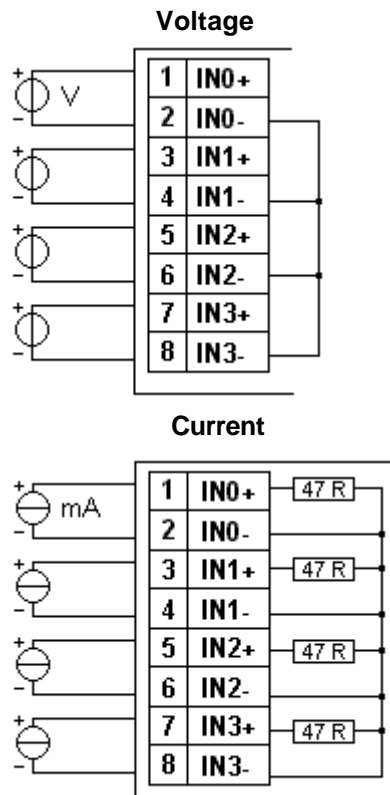 Voltage
+ 1 IN0+
V
- 2 IN0-
+ 3 IN1+
- 4 IN1-
+ 5 IN2+
- 6 IN2-
+ 7 IN3+
- 8 IN3-
Current
+ 1 IN0+ 47 R
mA
- 2 IN0-
+ 3 IN1+ 47 R
- 4 IN1-
+ 5 IN2+ 47 R
- 6 IN2-
+ 7 IN3+ 47 R
- 8 IN3-